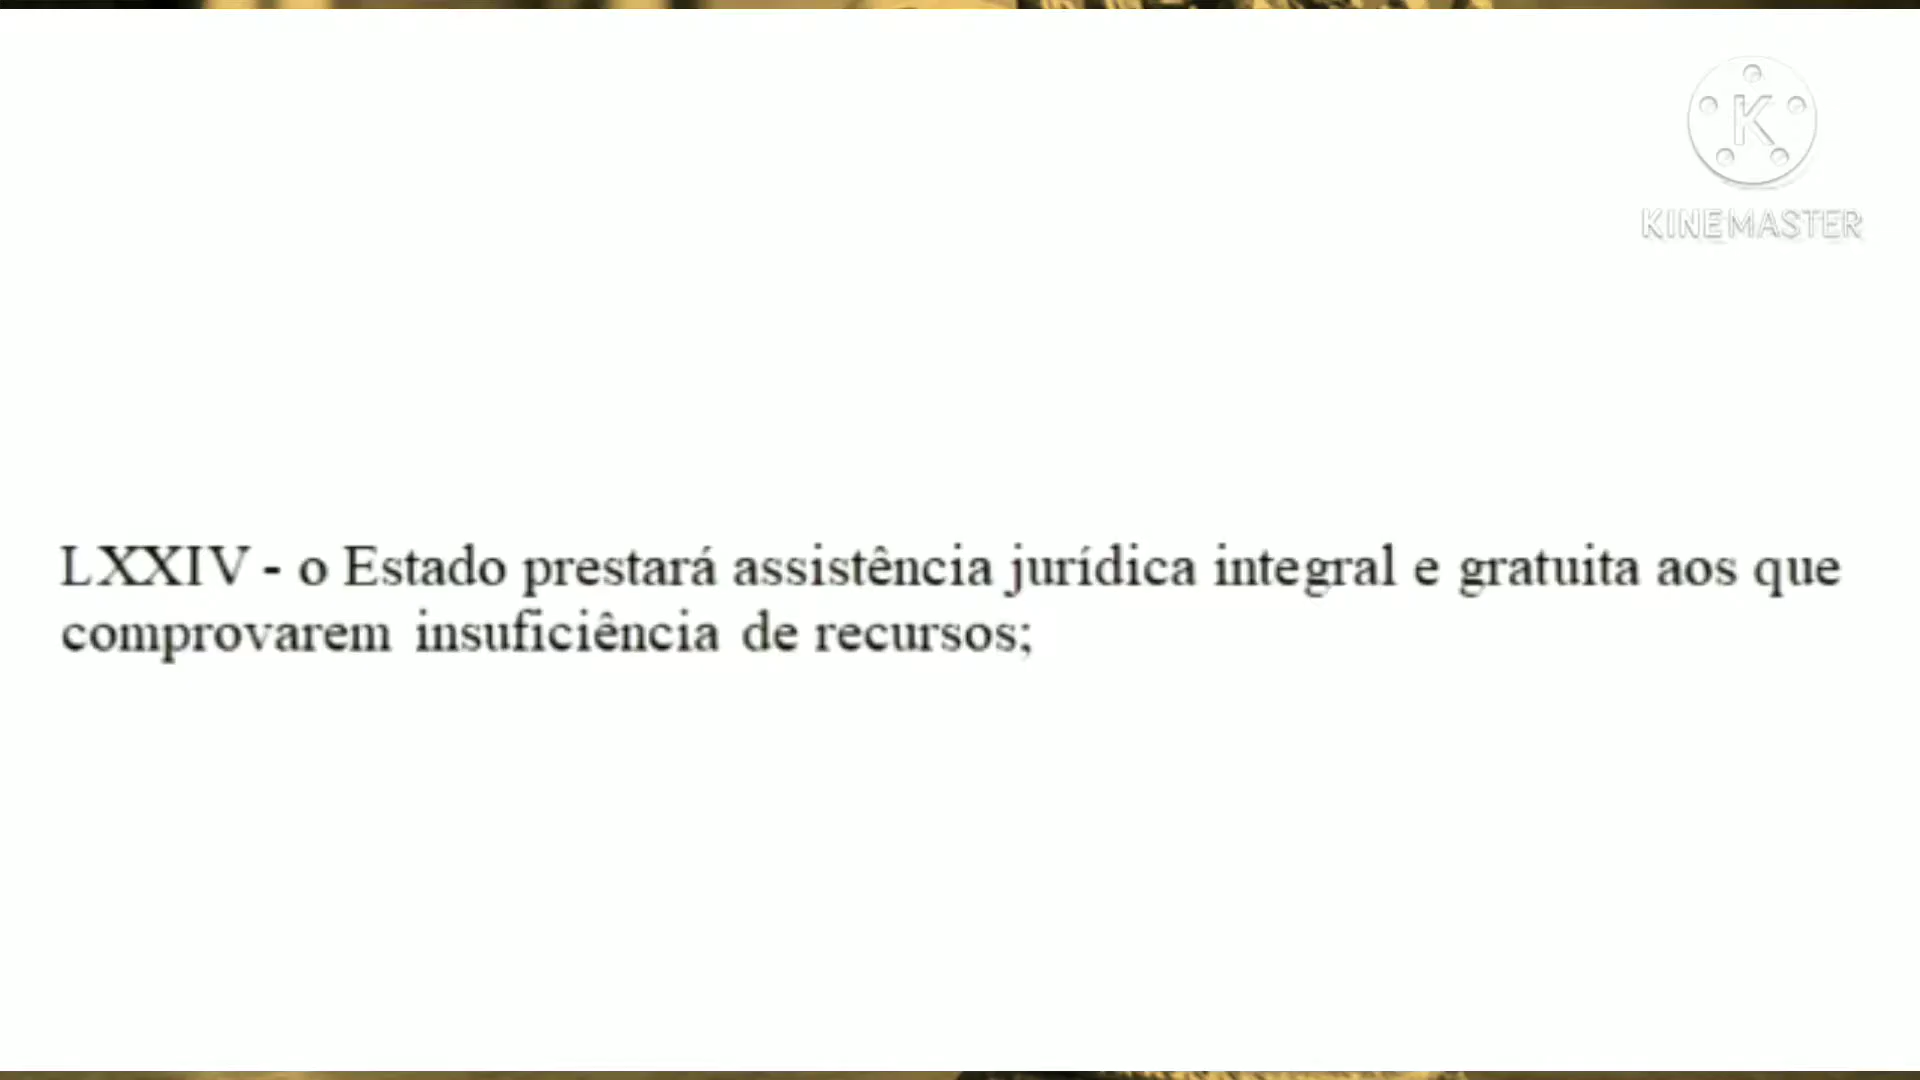 K
KINEMASTER
LXXIV - o Estado prestará assistência jurídica integral e gratuita aos que
comprovarem insuficiência de recursos;